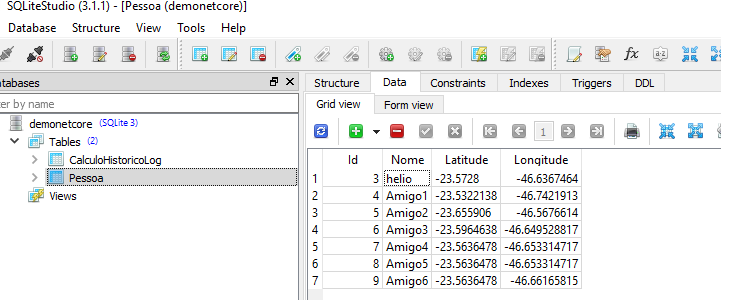 SQLiteStudio (3.1.1) - [Pessoa (demonetcore)]
Database Structure View Tools Help
Databases
Structure Data Constraints Indexes Triggers DDL
Grid view Form view
ter by name
demonetcore (SQLite 3)
Tables (2)
CalculoHistoricoLog
Pessoa
Views
1
Id Nome Latitude Longitude
1 3 helio -23.5728 -46.6367464
2 4 Amigo1 -23.5322138 -46.7421913
3 5 Amigo2 -23.655906 -46.5676614
4 6 Amigo3 -23.5964638 -46.649528817
5 7 Amigo4 -23.5636478 -46.653314717
6 8 Amigo5 -23.5636478 -46.653314717
7 9 Amigo6 -23.5636478 -46.66165815